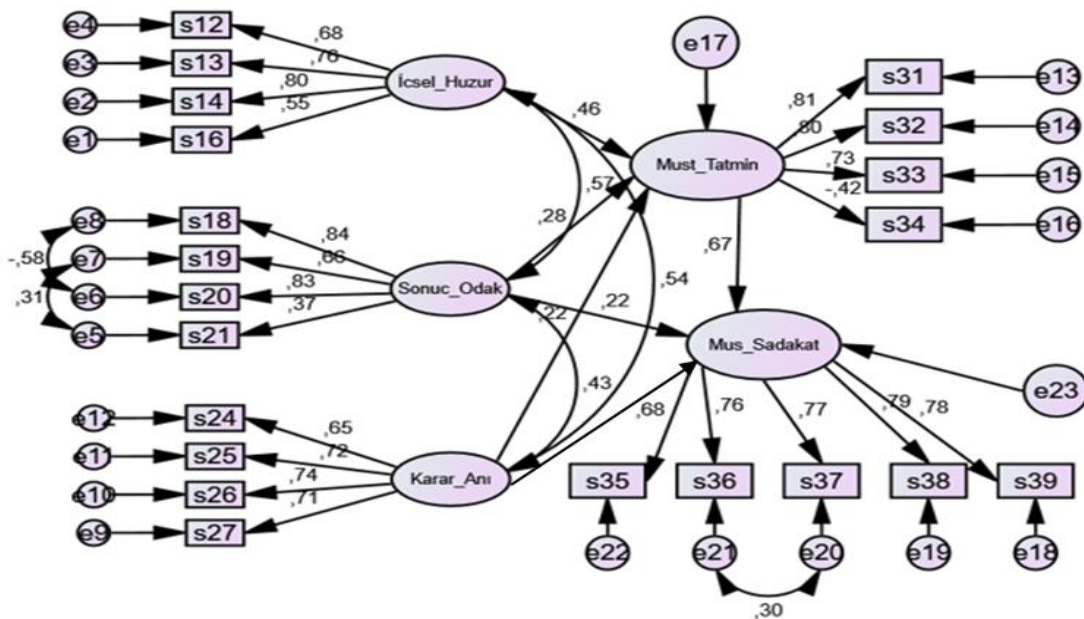 e4
s12
,68
e3
s13
,76
e2
s14
,80
e1
s16
,55
İcsel_Huzur
e17
,46
Must_Tatmin
,81
s31
e13
,80
s32
e14
,73
s33
e15
-,42
s34
e16
,57
,28
,67
,54
e8
s18
,84
e7
s19
,66
e6
s20
,83
e5
s21
,37
-,58
,31
Sonuc_Odak
,22
,22
Mus_Sadakat
e23
,43
e12
s24
,65
e11
s25
,72
e10
s26
,74
e9
s27
,71
Karar_Anı
,68
,76
,77
,79
,78
s35
s36
s37
s38
s39
e22
e21
e20
e19
e18
,30